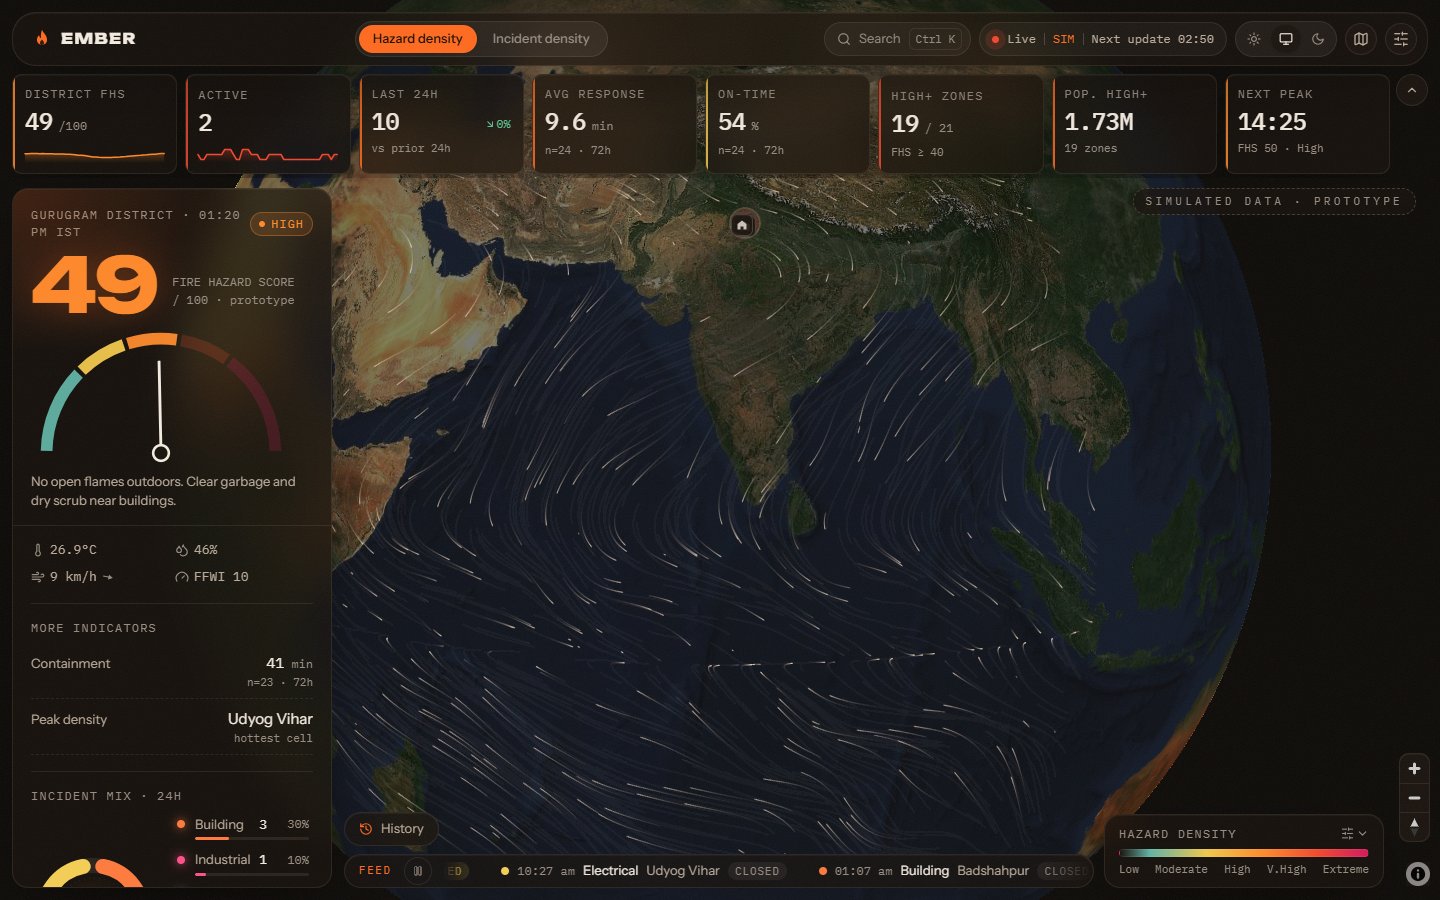 EMBER
Hazard density Incident density
Search Ctrl K
Live SIM Next update 02:50
DISTRICT FHS
49 /100
ACTIVE
2
LAST 24H
10 0%
vs prior 24h
AVG RESPONSE
9.6 min
n=24 · 72h
ON-TIME
54 %
n=24 · 72h
HIGH+ ZONES
19 / 21
FHS ≥ 40
POP. HIGH+
1.73M
19 zones
NEXT PEAK
14:25
FHS 50 · High
SIMULATED DATA · PROTOTYPE
GURUGRAM DISTRICT · 01:20
PM IST
HIGH
49
FIRE HAZARD SCORE
/ 100 · prototype
No open flames outdoors. Clear garbage and
dry scrub near buildings.
26.9°C 46%
9 km/h FFWI 10
MORE INDICATORS
Containment 41 min
n=23 · 72h
Peak density Udyog Vihar
hottest cell
INCIDENT MIX · 24H
Building 3 30%
Industrial 1 10%
History
FEED ED 10:27 am Electrical Udyog Vihar CLOSED 01:07 am Building Badshahpur CLOSED
HAZARD DENSITY
Low Moderate High V.High Extreme